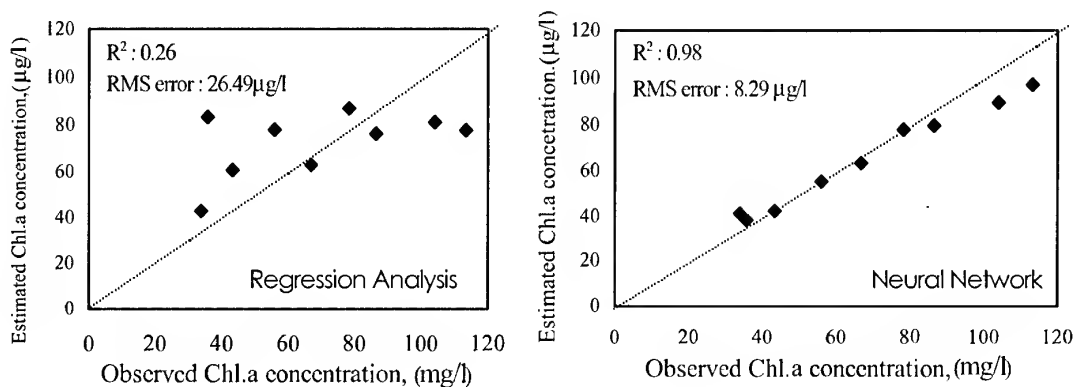 120
100
80
60
40
20
0
Estimated Chl.a concentration,(μg/l)
R² : 0.26
RMS error : 26.49μg/l
Regression Analysis
0 20 40 60 80 100 120
Observed Chl.a concentration, (mg/l)
120
100
80
60
40
20
0
Estimated Chl.a concetration.(μg/l)
R² : 0.98
RMS error : 8.29 μg/l
Neural Network
0 20 40 60 80 100 120
Observed Chl.a concentration, (mg/l)